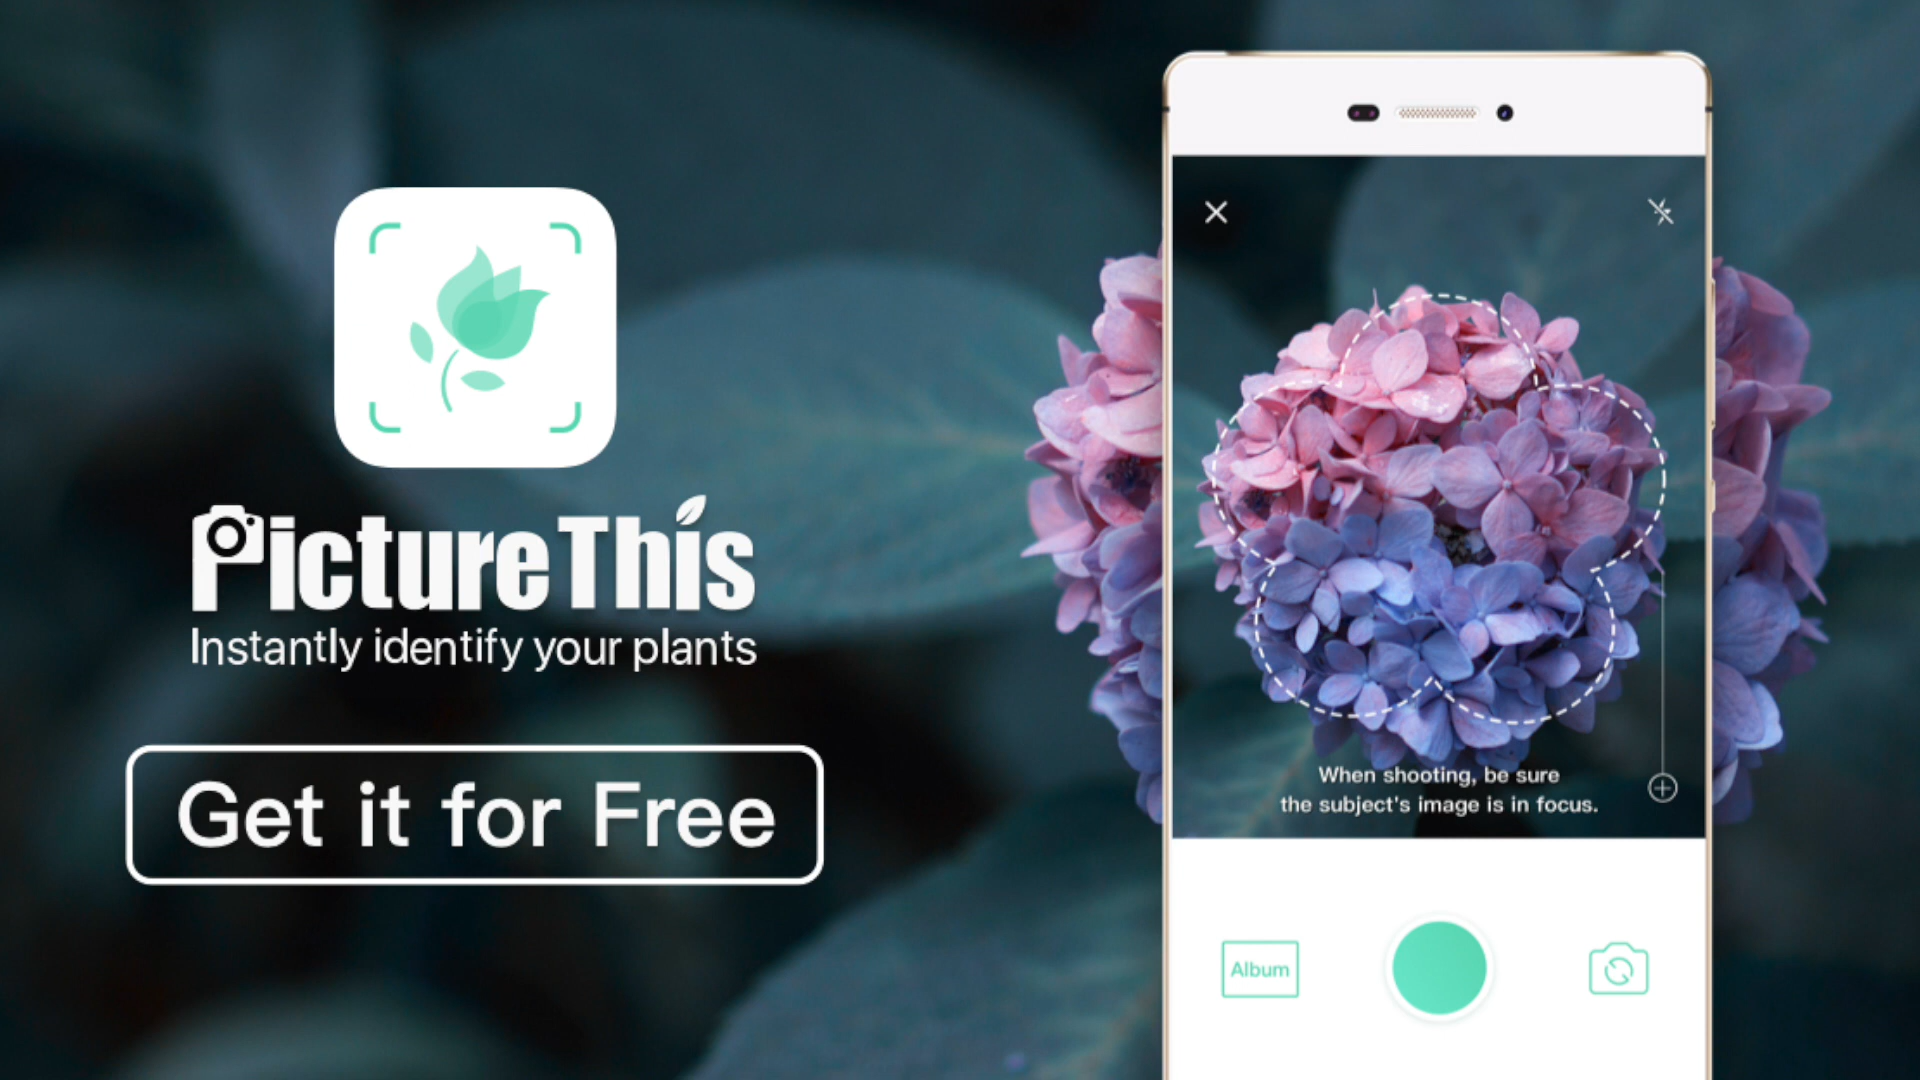 PictureThis
Instantly identify your plants
Get it for Free
When shooting, be sure
the subject's image is in focus.
Album